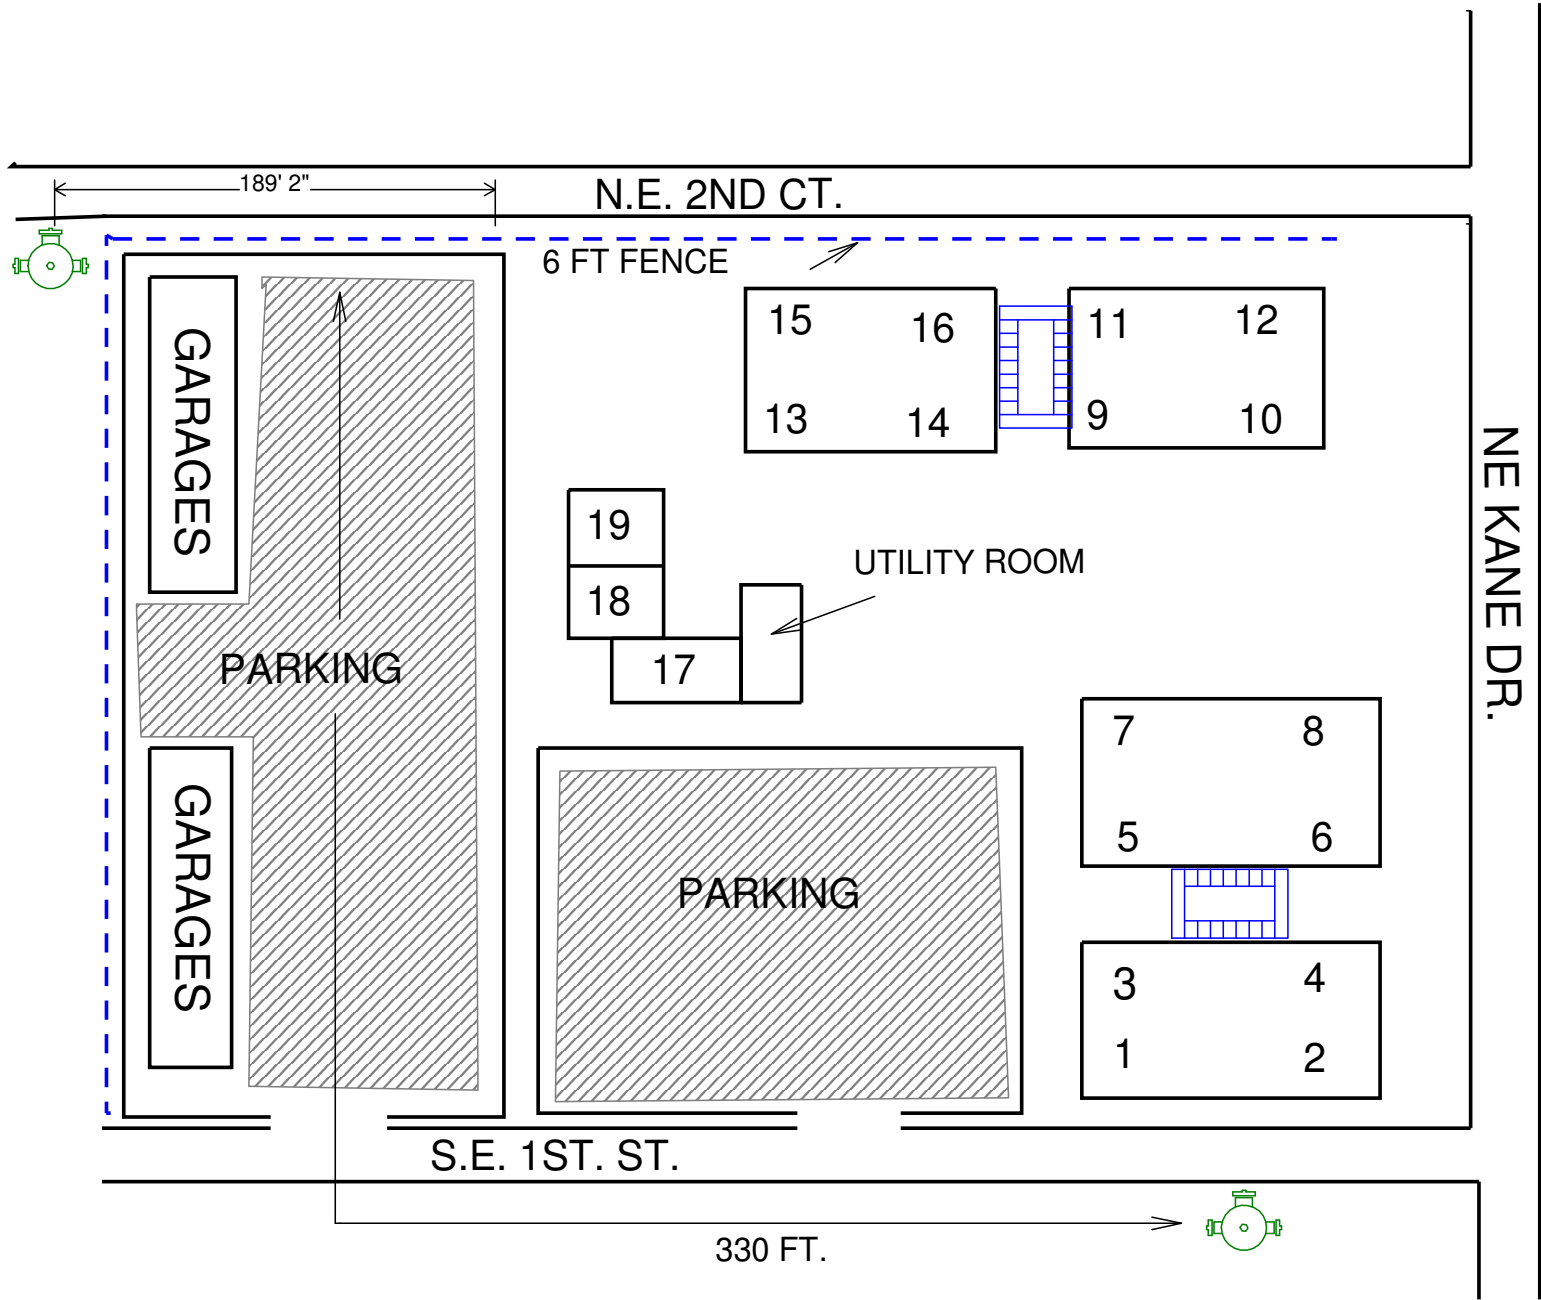 189' 2"
N.E. 2ND CT.
6 FT FENCE
GARAGES
15
16
11
12
13
14
9
10
19
18
17
UTILITY ROOM
NE KANE DR.
PARKING
7
8
5
6
GARAGES
PARKING
3
4
1
2
S.E. 1ST. ST.
330 FT.